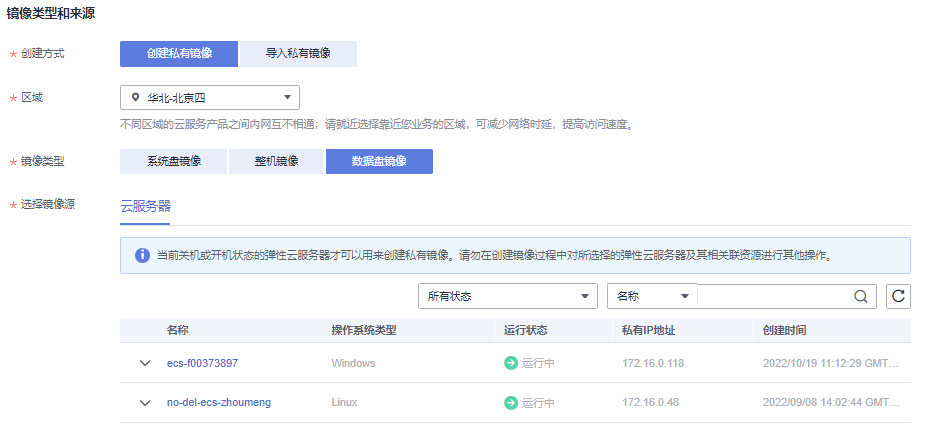 镜像类型和来源
* 创建方式 创建私有镜像 导入私有镜像
* 区域 华北-北京四
不同区域的云服务产品之间内网互不相通；请就近选择靠近您业务的区域，可减少网络时延，提高访问速度。
* 镜像类型 系统盘镜像 整机镜像 数据盘镜像
* 选择镜像源 云服务器
当前关机或开机状态的弹性云服务器才可以用来创建私有镜像。请勿在创建镜像过程中对所选择的弹性云服务器及其相关联资源进行其他操作。
所有状态 名称
名称 操作系统类型 运行状态 私有IP地址 创建时间
ecs-f00373897 Windows 运行中 172.16.0.118 2022/10/19 11:12:29 GMT...
no-del-ecs-zhoumeng Linux 运行中 172.16.0.48 2022/09/08 14:02:44 GMT...